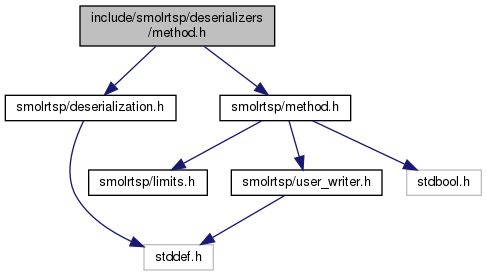 include/smolrtsp/deserializers
/method.h
smolrtsp/deserialization.h
smolrtsp/method.h
smolrtsp/limits.h
smolrtsp/user_writer.h
stdbool.h
stddef.h